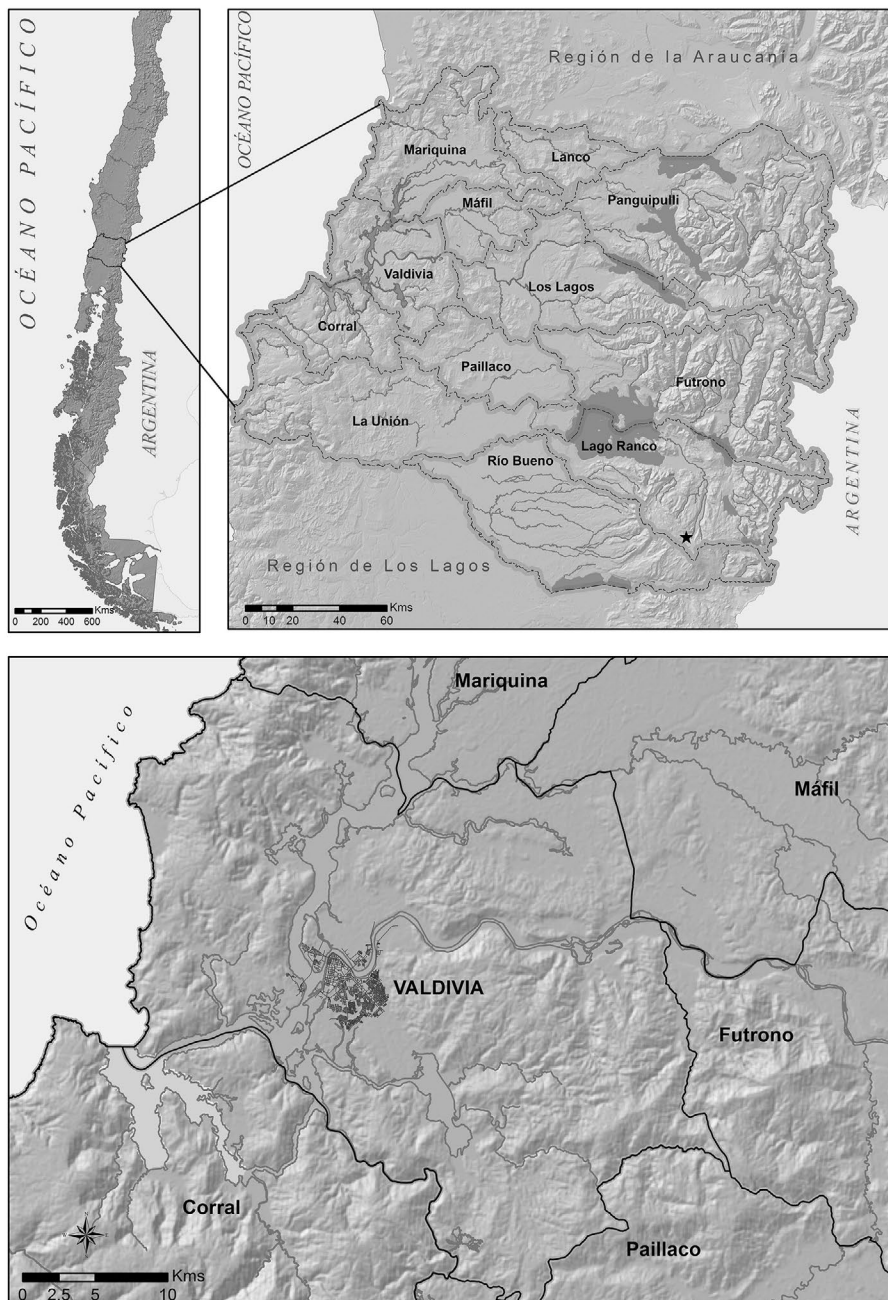 OCÉANO PACÍFICO
ARGENTINA
Kms
0 200 400 600
OCÉANO PACÍFICO
Región de la Araucanía
Mariquina
Lanco
Máfil
Panguipulli
Valdivia
Los Lagos
Corral
Paillaco
Futrono
La Unión
Lago Ranco
Río Bueno
ARGENTINA
Región de Los Lagos
Kms
0 10 20 40 60
Mariquina
Océano Pacífico
Máfil
VALDIVIA
Futrono
Corral
Paillaco
Kms
0 2,5 5 10